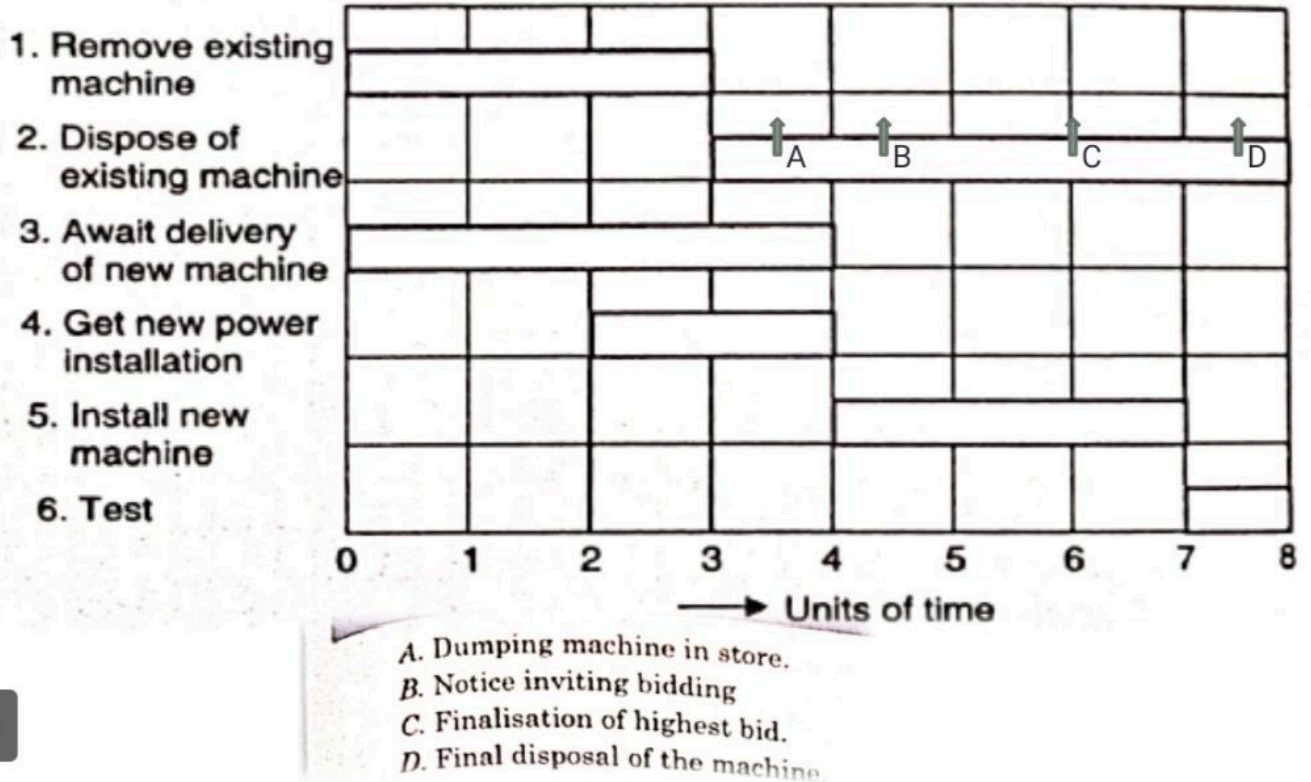 1. Remove existing
machine
2. Dispose of
existing machine
A B C D
3. Await delivery
of new machine
4. Get new power
installation
5. Install new
machine
6. Test
0 1 2 3 4 5 6 7 8
Units of time
A. Dumping machine in store.
B. Notice inviting bidding
C. Finalisation of highest bid.
D. Final disposal of the machine.